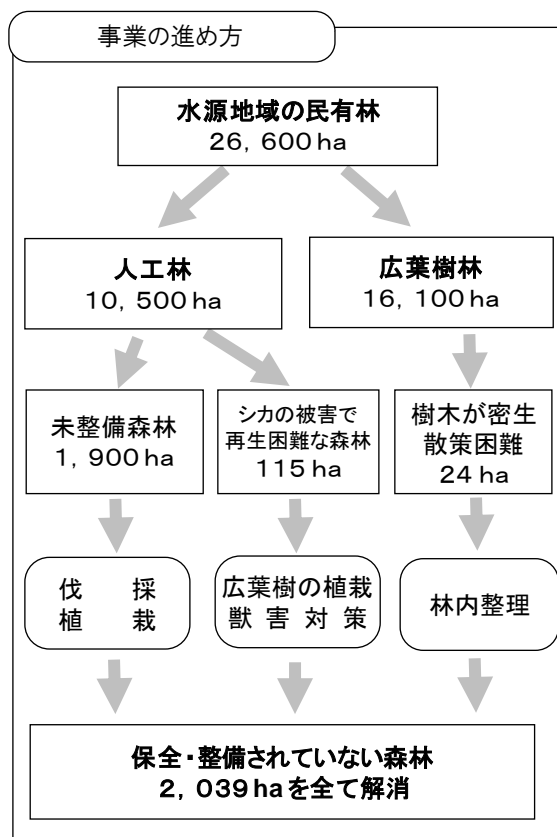 事業の進め方
水源地域の民有林
26，600ha
人工林
10，500ha
広葉樹林
16，100ha
未整備森林
1，900ha
シカの被害で
再生困難な森林
115ha
樹木が密生
散策困難
24ha
伐　採
植　栽
広葉樹の植栽
獣害対策
林内整理
保全・整備されていない森林
2，039haを全て解消